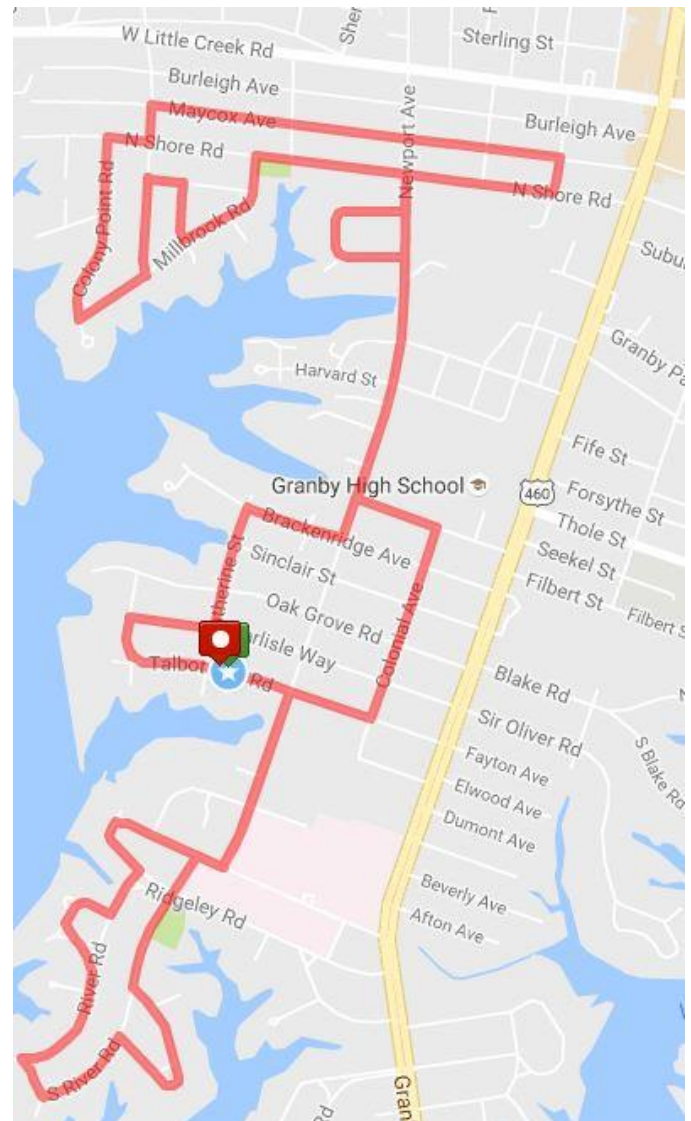 W Little Creek Rd
Sterling St
Burleigh Ave
Maycox Ave
Burleigh Ave
N Shore Rd
Newport Ave
N Shore Rd
Colony Point Rd
Millbrook Rd
Granby
Harvard St
Fife St
Granby High School
460
Forsythe St
Thole St
Brackenridge Ave
Seekel St
Sinclair St
Filbert St
Filbert S
Oak Grove Rd
Colonial Ave
Talbot Rd
Blake Rd
Sir Oliver Rd
S Blake Rd
Fayton Ave
Elwood Ave
Dumont Ave
Beverly Ave
Ridgeley Rd
Afton Ave
River Rd
S River Rd
Gran
Rd